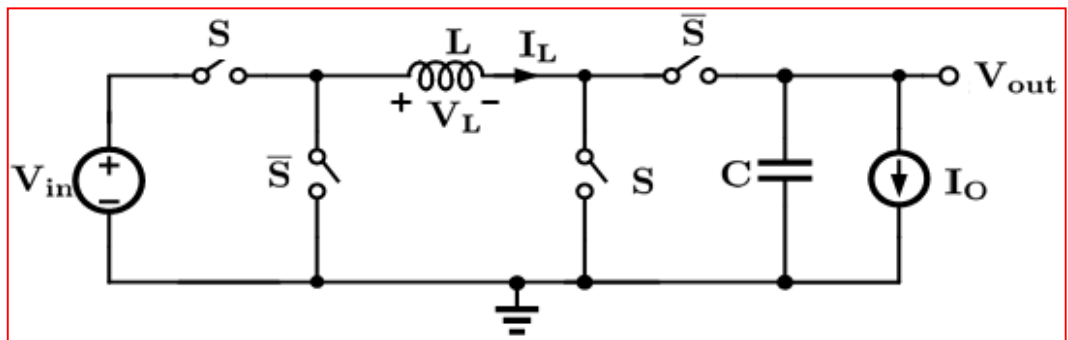 S
S̅
L
I_L
V_out
+
V_L
−
V_in
+
−
S̅
S
C
I_O